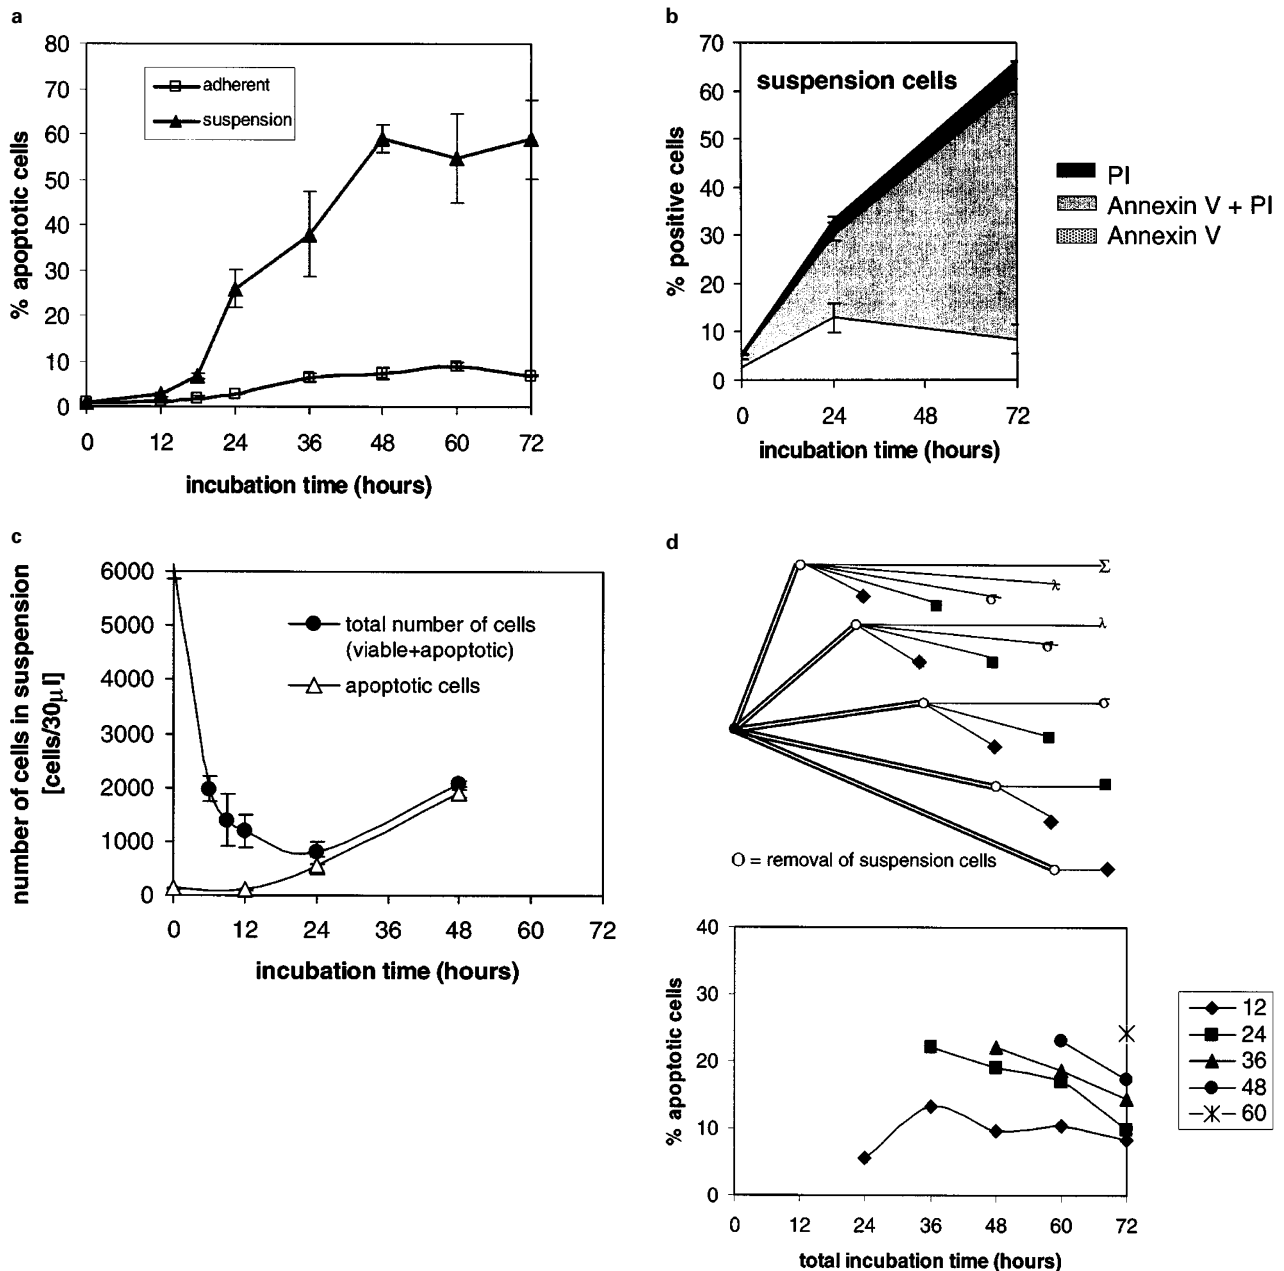 a
80
70
60
50
40
30
20
10
0
% apoptotic cells
adherent
suspension
0 12 24 36 48 60 72
incubation time (hours)
b
70
60
50
40
30
20
10
0
% positive cells
suspension cells
0 24 48 72
incubation time (hours)
PI
Annexin V + PI
Annexin V
c
6000
5000
4000
3000
2000
1000
0
number of cells in suspension
[cells/30μl]
total number of cells
(viable+apoptotic)
apoptotic cells
0 12 24 36 48 60 72
incubation time (hours)
d
Σ
λ
σ
λ
σ
σ
O = removal of suspension cells
40
30
20
10
0
% apoptotic cells
0 12 24 36 48 60 72
total incubation time (hours)
12
24
36
48
60